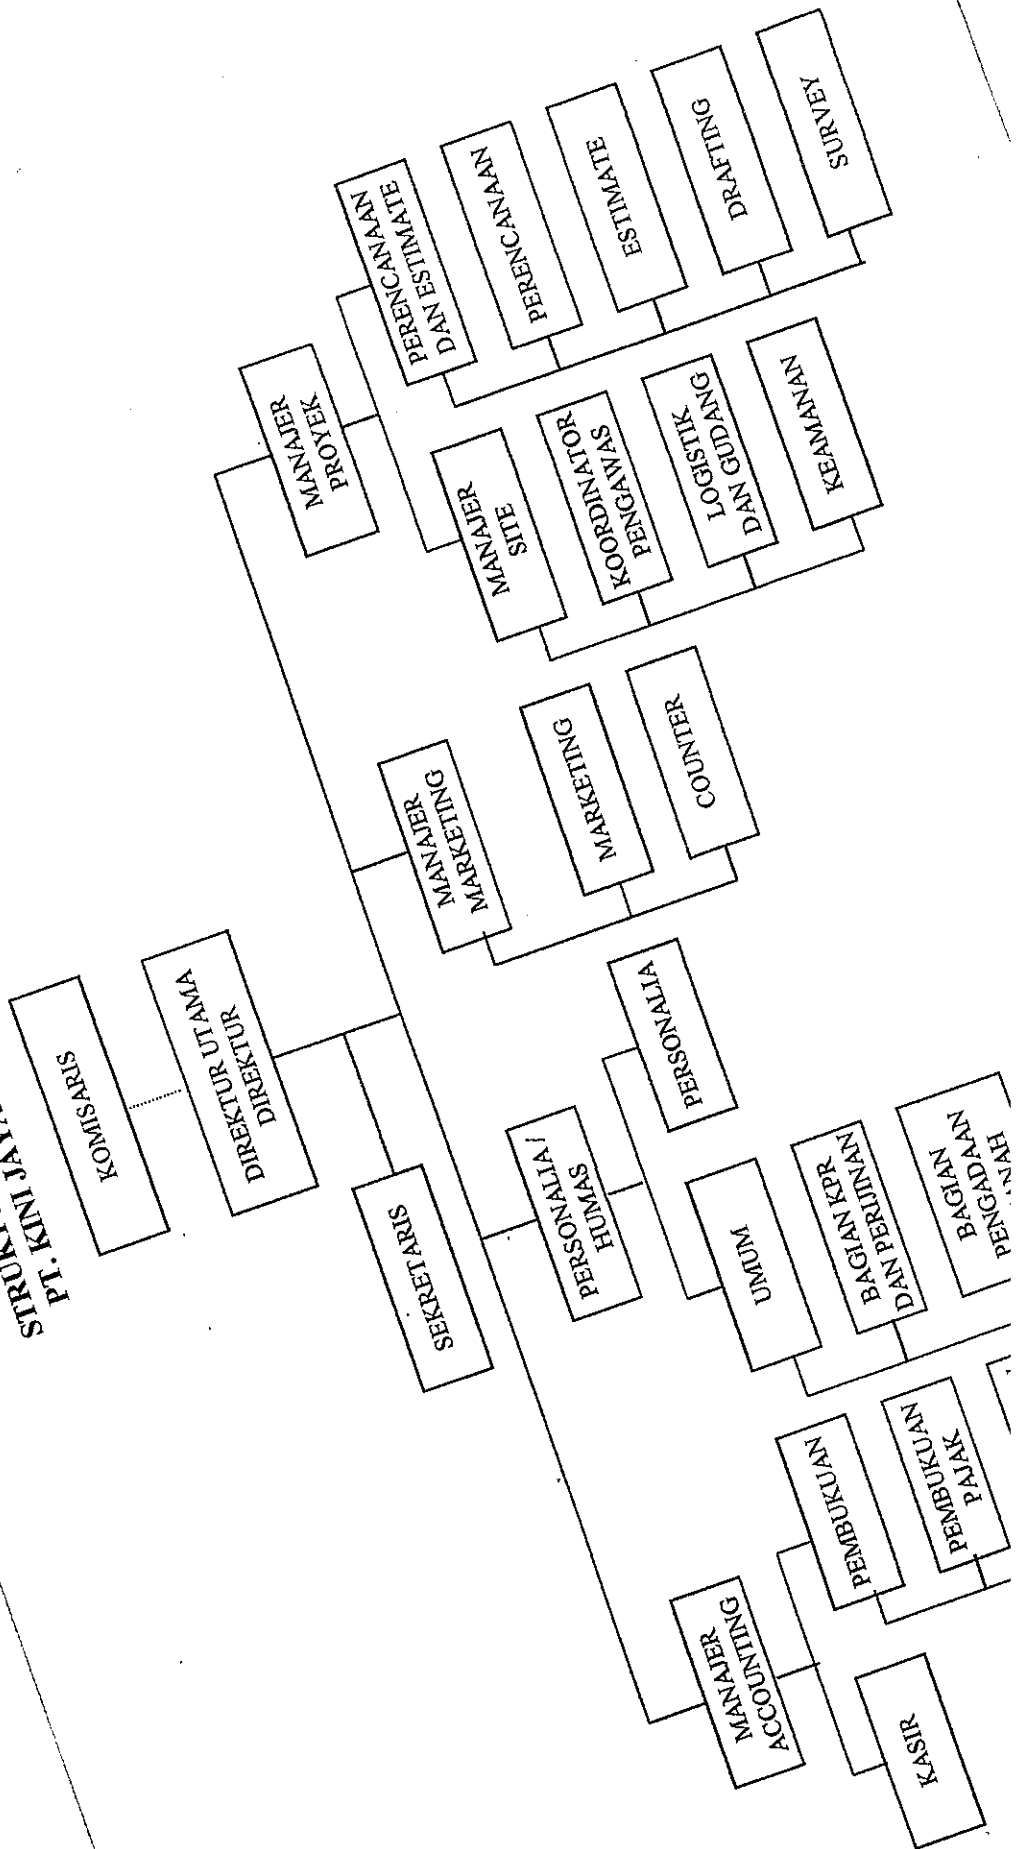 PT. KINI JAYA
KOMISARIS
DIREKTUR UTAMA
DIREKTUR
SEKRETARIS
MANAJER
ACCOUNTING
PERSONALIA/
HUMAS
MANAJER
MARKETING
MANAJER
PROYEK
KASIR
PEMBUKUAN
PEMBUKUAN
PAJAK
UMUM
PERSONALIA
BAGIAN KPR
DAN PERIJINAN
BAGIAN
PENGADAAN
MARKETING
COUNTER
MANAJER
SITE
KOORDINATOR
PENGAWAS
LOGISTIK
DAN GUDANG
KEAMANAN
PERENCANAAN
DAN ESTIMATE
PERENCANAAN
ESTIMATE
DRAFTING
SURVEY